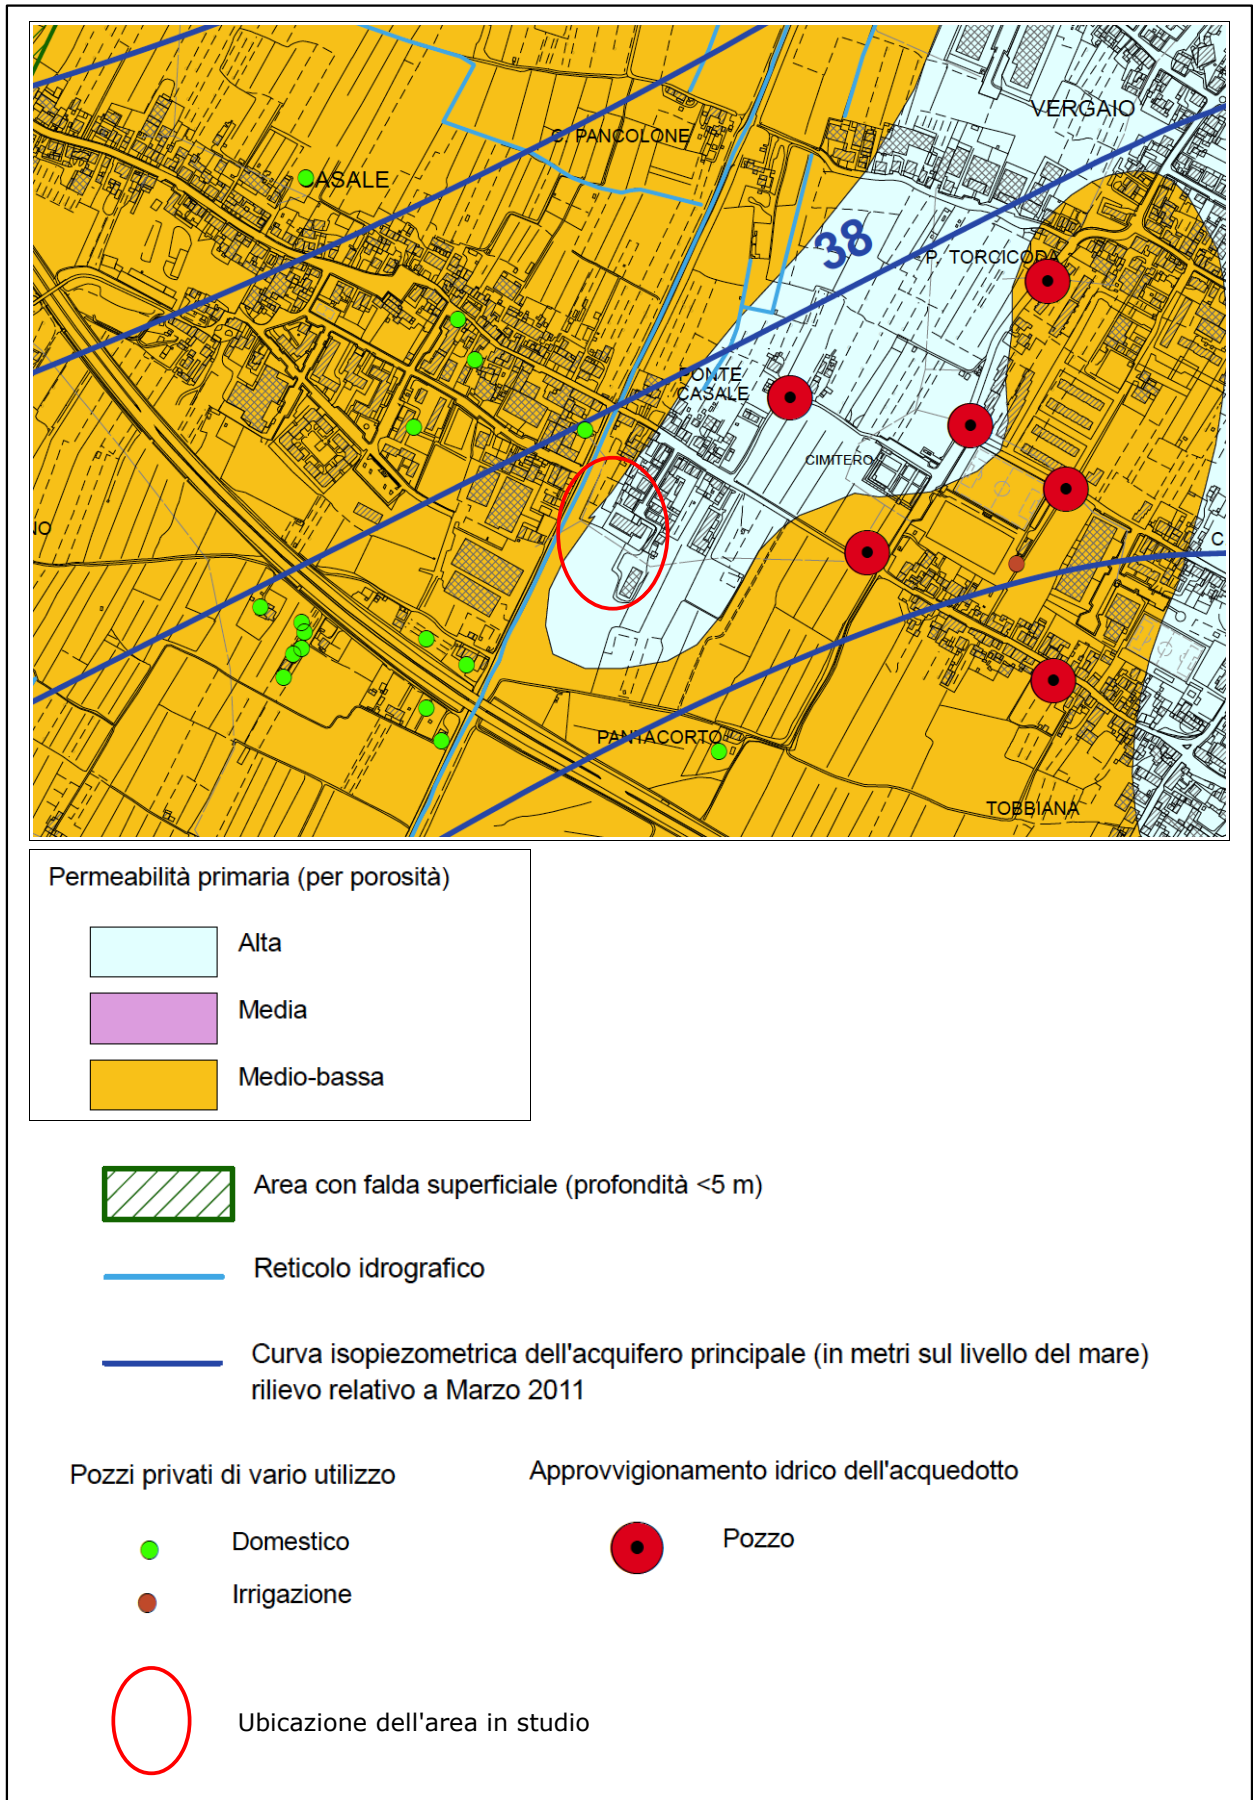 VERGAIO
C. PANCOLONE
CASALE
38
P. TORCICODA
PONTE
CASALE
CIMITERO
NO
C
PANTACORTO
TOBBIANA
Permeabilità primaria (per porosità)
Alta
Media
Medio-bassa
Area con falda superficiale (profondità <5 m)
Reticolo idrografico
Curva isopiezometrica dell'acquifero principale (in metri sul livello del mare)
rilievo relativo a Marzo 2011
Pozzi privati di vario utilizzo
Approvvigionamento idrico dell'acquedotto
Domestico
Pozzo
Irrigazione
Ubicazione dell'area in studio